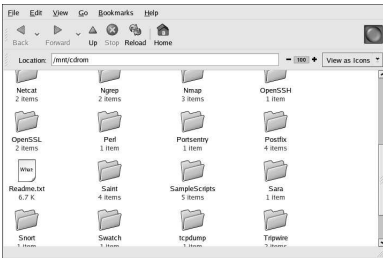 File Edit View Go Bookmarks Help
Back Forward Up Stop Reload Home
Location: /mnt/cdrom 100 View as Icons
Netcat Ngrep Nmap OpenSSH
2 items 2 items 3 items 1 item
OpenSSL Perl Portsentry Postfix
2 items 1 item 1 item 4 items
Readme.txt Saint SampleScripts Sara
6.7 K 4 items 5 items 1 item
Snort Swatch tcpdump Tripwire